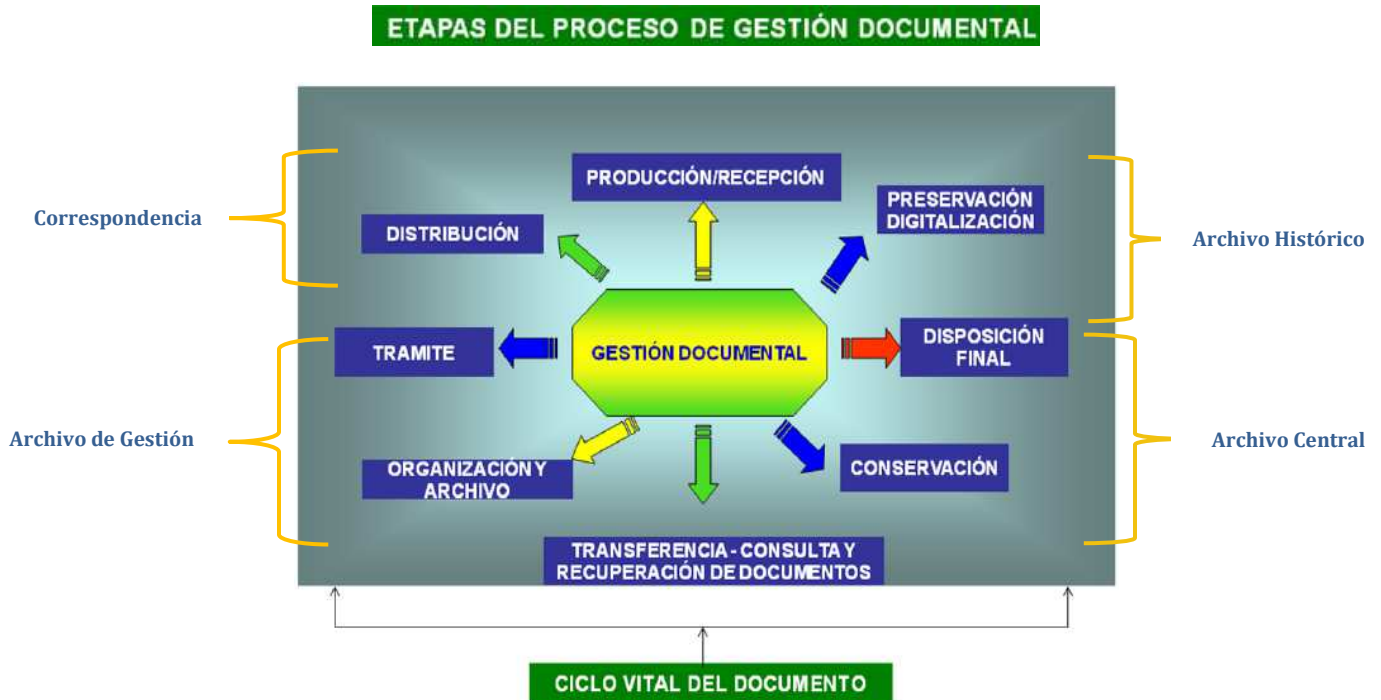 ETAPAS DEL PROCESO DE GESTIÓN DOCUMENTAL
PRODUCCIÓN/RECEPCIÓN
PRESERVACIÓN
DIGITALIZACIÓN
Correspondencia
DISTRIBUCIÓN
Archivo Histórico
TRAMITE
GESTIÓN DOCUMENTAL
DISPOSICIÓN
FINAL
Archivo de Gestión
Archivo Central
ORGANIZACIÓN Y
ARCHIVO
CONSERVACIÓN
TRANSFERENCIA - CONSULTA Y
RECUPERACIÓN DE DOCUMENTOS
CICLO VITAL DEL DOCUMENTO